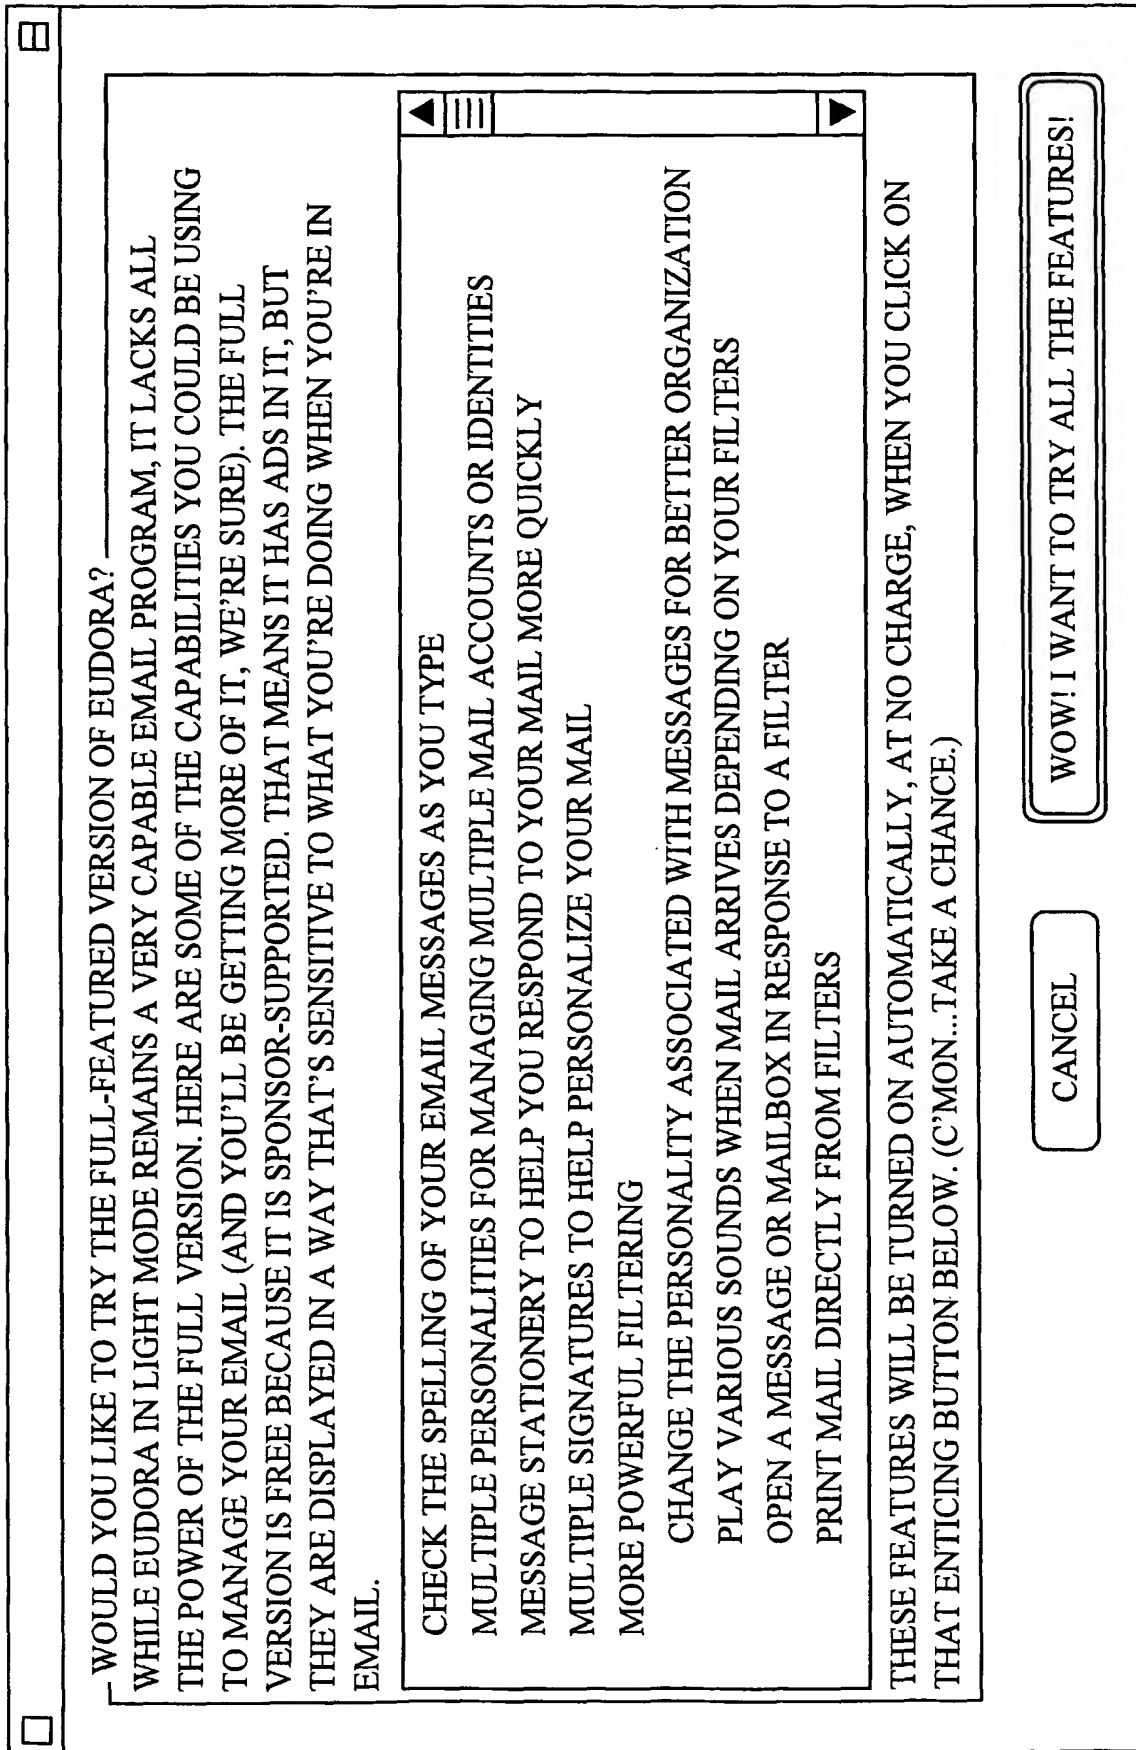 WOULD YOU LIKE TO TRY THE FULL-FEATURED VERSION OF EUDORA?
WHILE EUDORA IN LIGHT MODE REMAINS A VERY CAPABLE EMAIL PROGRAM, IT LACKS ALL
THE POWER OF THE FULL VERSION. HERE ARE SOME OF THE CAPABILITIES YOU COULD BE USING
TO MANAGE YOUR EMAIL (AND YOU'LL BE GETTING MORE OF IT, WE'RE SURE). THE FULL
VERSION IS FREE BECAUSE IT IS SPONSOR-SUPPORTED. THAT MEANS IT HAS ADS IN IT, BUT
THEY ARE DISPLAYED IN A WAY THAT'S SENSITIVE TO WHAT YOU'RE DOING WHEN YOU'RE IN
EMAIL.
CHECK THE SPELLING OF YOUR EMAIL MESSAGES AS YOU TYPE
MULTIPLE PERSONALITIES FOR MANAGING MULTIPLE MAIL ACCOUNTS OR IDENTITIES
MESSAGE STATIONERY TO HELP YOU RESPOND TO YOUR MAIL MORE QUICKLY
MULTIPLE SIGNATURES TO HELP PERSONALIZE YOUR MAIL
MORE POWERFUL FILTERING
CHANGE THE PERSONALITY ASSOCIATED WITH MESSAGES FOR BETTER ORGANIZATION
PLAY VARIOUS SOUNDS WHEN MAIL ARRIVES DEPENDING ON YOUR FILTERS
OPEN A MESSAGE OR MAILBOX IN RESPONSE TO A FILTER
PRINT MAIL DIRECTLY FROM FILTERS
THESE FEATURES WILL BE TURNED ON AUTOMATICALLY, AT NO CHARGE, WHEN YOU CLICK ON
THAT ENTICING BUTTON BELOW. (C'MON...TAKE A CHANCE.)
CANCEL
WOW! I WANT TO TRY ALL THE FEATURES!